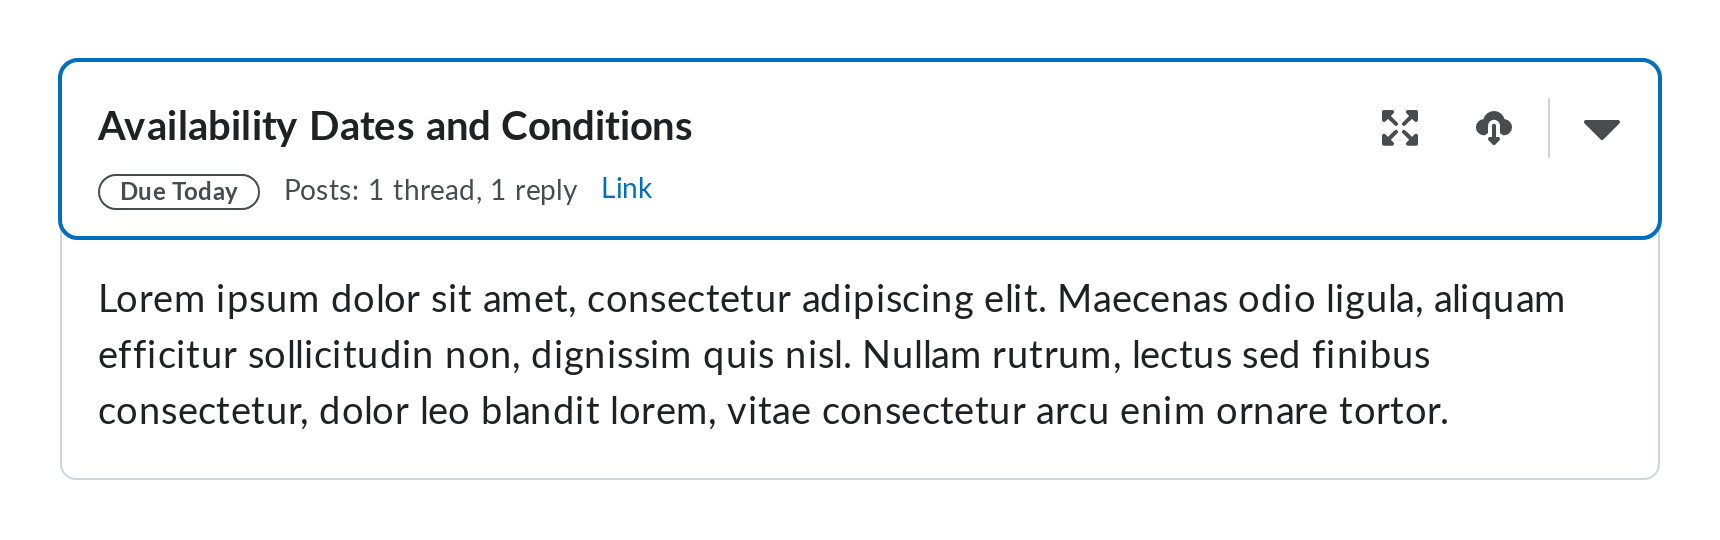 Availability Dates and Conditions
Due Today Posts: 1 thread, 1 reply Link
Lorem ipsum dolor sit amet, consectetur adipiscing elit. Maecenas odio ligula, aliquam
efficitur sollicitudin non, dignissim quis nisl. Nullam rutrum, lectus sed finibus
consectetur, dolor leo blandit lorem, vitae consectetur arcu enim ornare tortor.